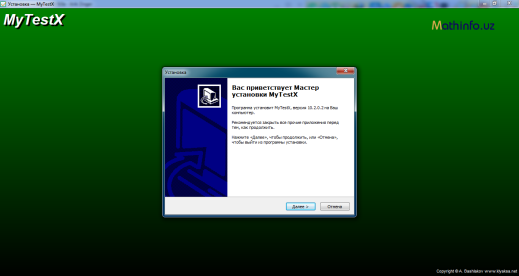 Установка — MyTestX
MyTestX
Mathinfo.uz
Установка
Вас приветствует Мастер
установки MyTestX
Программа установит MyTestX, версия 10.2.0.2 на Ваш
компьютер.
Рекомендуется закрыть все прочие приложения перед
тем, как продолжить.
Нажмите «Далее», чтобы продолжить, или «Отмена»,
чтобы выйти из программы установки.
Далее >
Отмена
Copyright © A. Bashlakov www.klyaksa.net